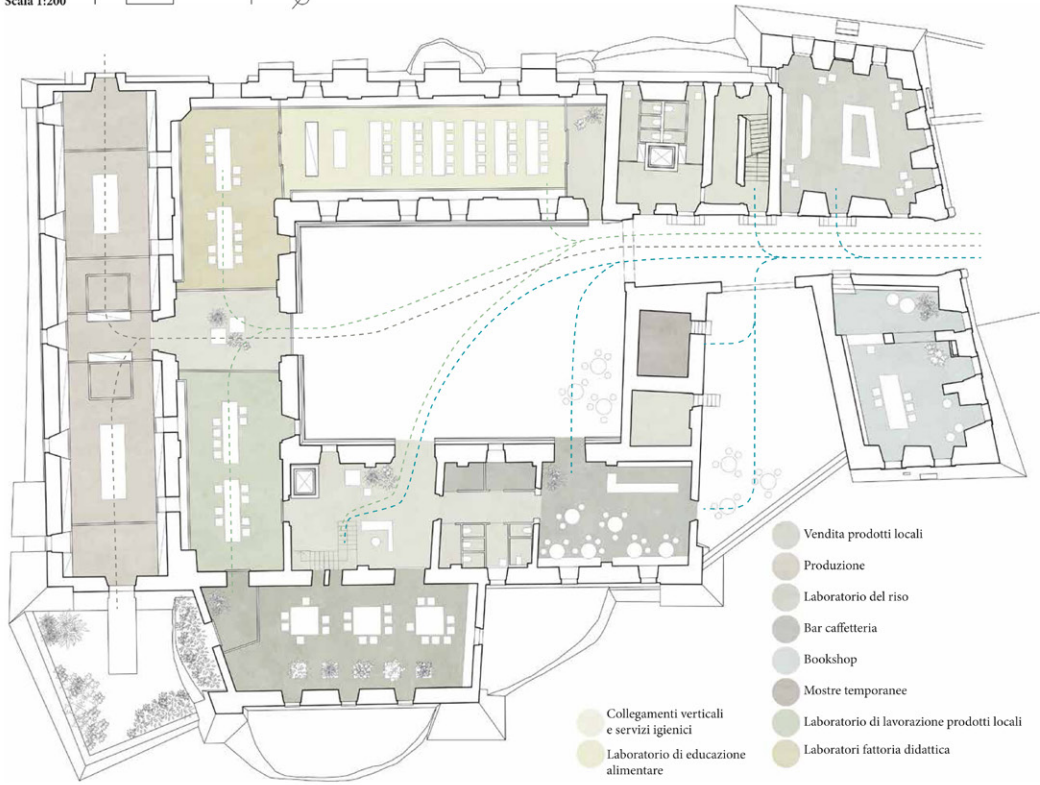 Scala 1:200
Vendita prodotti locali
Produzione
Laboratorio del riso
Bar caffetteria
Bookshop
Mostre temporanee
Laboratorio di lavorazione prodotti locali
Laboratori fattoria didattica
Collegamenti verticali
e servizi igienici
Laboratorio di educazione
alimentare